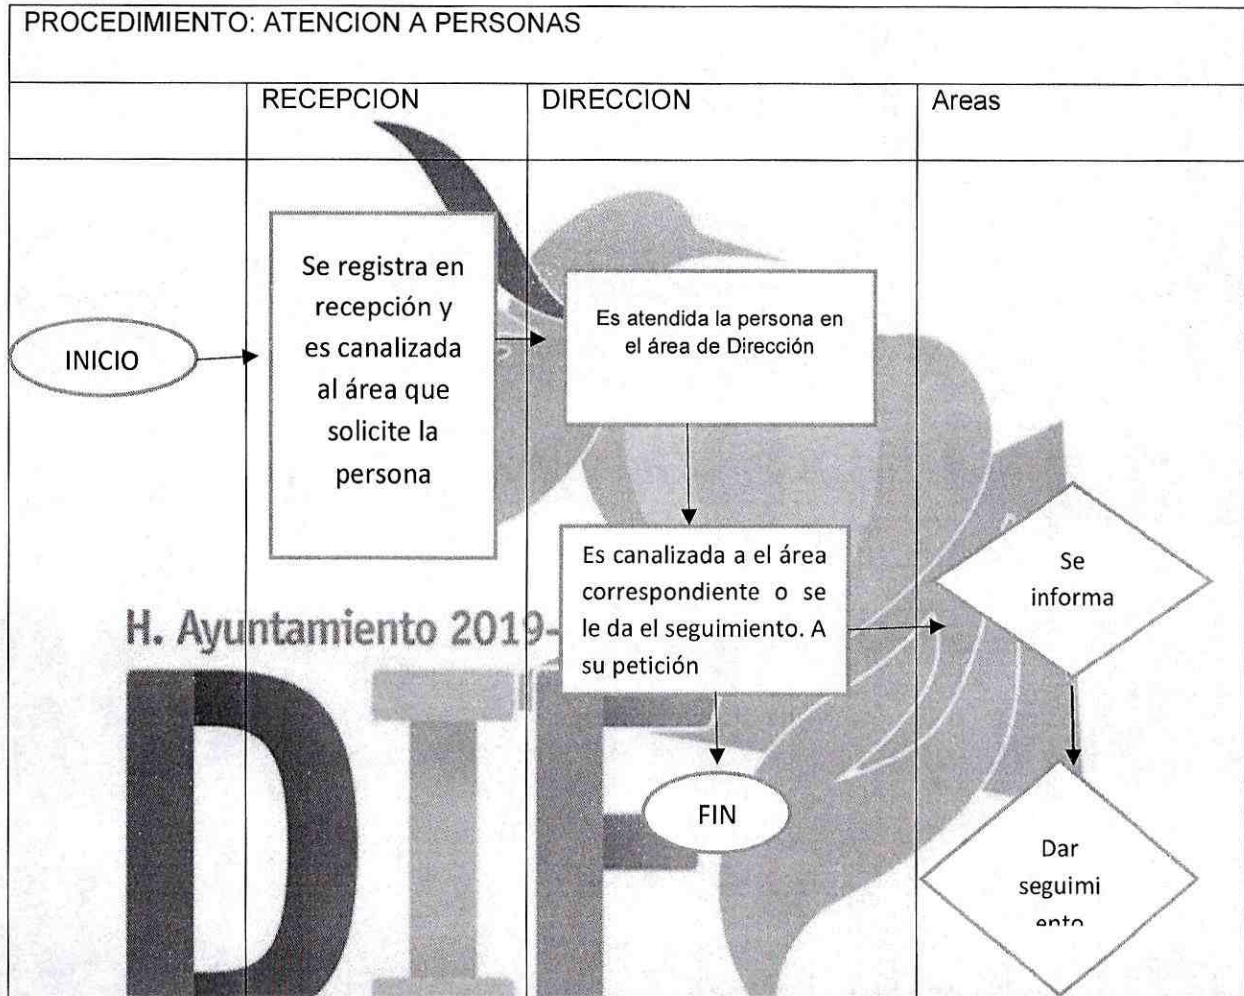 PROCEDIMIENTO: ATENCION A PERSONAS
RECEPCION
DIRECCION
Areas
INICIO
Se registra en
recepción y
es canalizada
al área que
solicite la
persona
Es atendida la persona en
el área de Dirección
Es canalizada a el área
correspondiente o se
le da el seguimiento. A
su petición
FIN
Se
informa
Dar
seguimi
ento
H. Ayuntamiento 2019-
DIF